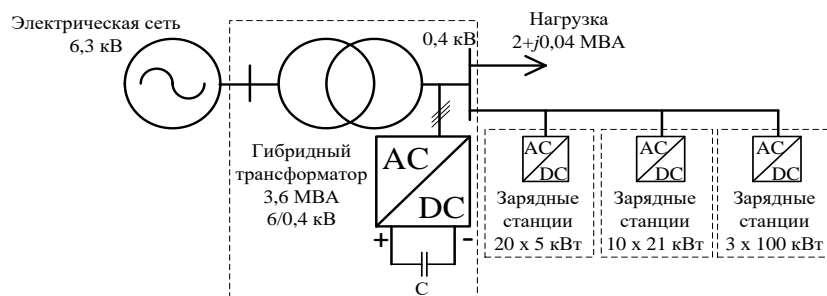 Электрическая сеть
6,3 кВ
0,4 кВ
Нагрузка
2+j0,04 МВА
Гибридный
трансформатор
3,6 МВА
6/0,4 кВ
AC
DC
+
-
C
AC
DC
Зарядные
станции
20 x 5 кВт
AC
DC
Зарядные
станции
10 x 21 кВт
AC
DC
Зарядные
станции
3 x 100 кВт